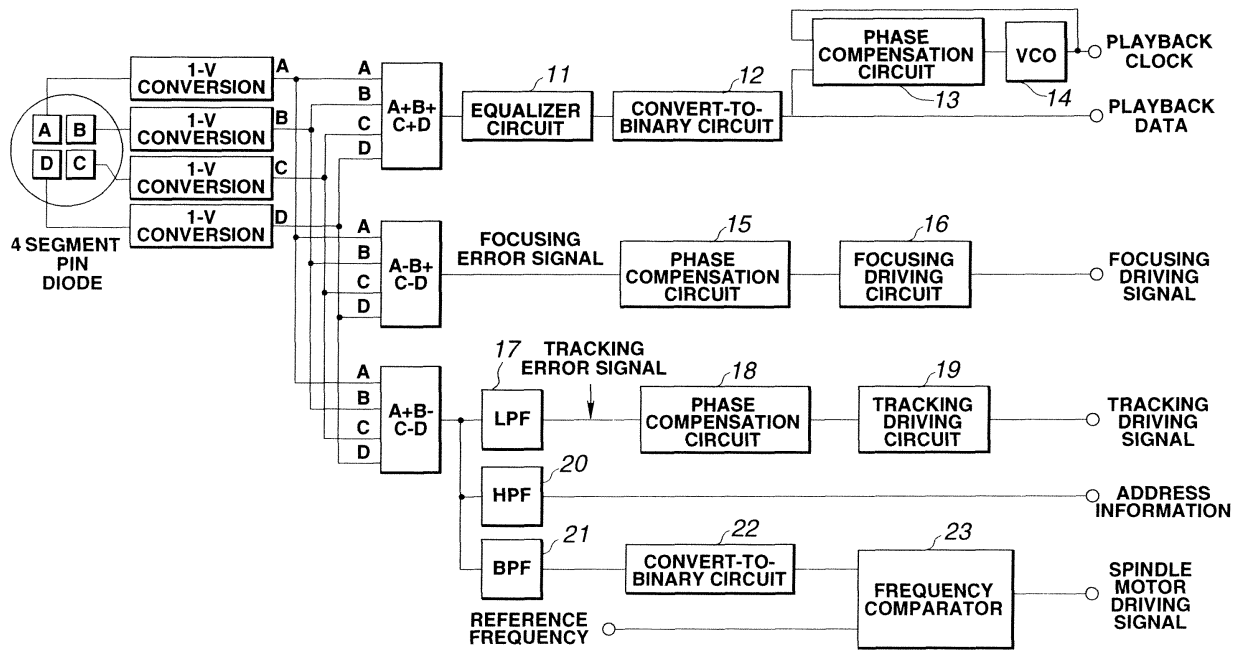 A
B
D
C
4 SEGMENT
PIN
DIODE
1-V
CONVERSION
A
1-V
CONVERSION
B
1-V
CONVERSION
C
1-V
CONVERSION
D
A
B
C
D
A+B+
C+D
11
EQUALIZER
CIRCUIT
12
CONVERT-TO-
BINARY CIRCUIT
PHASE
COMPENSATION
CIRCUIT
13
VCO
14
PLAYBACK
CLOCK
PLAYBACK
DATA
A
B
C
D
A-B+
C-D
FOCUSING
ERROR SIGNAL
15
PHASE
COMPENSATION
CIRCUIT
16
FOCUSING
DRIVING
CIRCUIT
FOCUSING
DRIVING
SIGNAL
A
B
C
D
A+B-
C-D
17
LPF
TRACKING
ERROR SIGNAL
18
PHASE
COMPENSATION
CIRCUIT
19
TRACKING
DRIVING
CIRCUIT
TRACKING
DRIVING
SIGNAL
20
HPF
ADDRESS
INFORMATION
21
BPF
22
CONVERT-TO-
BINARY CIRCUIT
23
FREQUENCY
COMPARATOR
REFERENCE
FREQUENCY
SPINDLE
MOTOR
DRIVING
SIGNAL